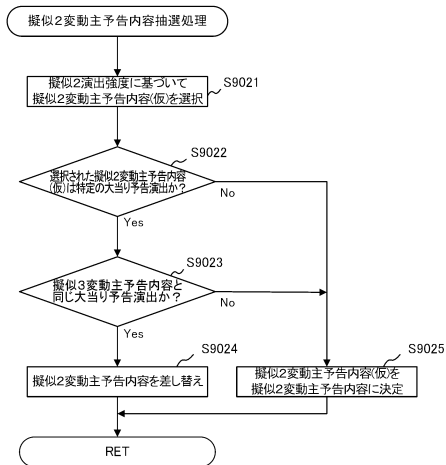 擬似２変動主予告内容抽選処理
S9021
擬似２演出強度に基づいて
擬似２変動主予告内容(仮)を選択
S9022
選択された擬似２変動主予告内容
(仮)は特定の大当り予告演出か？
No
Yes
S9023
擬似３変動主予告内容と
同じ大当り予告演出か？
No
Yes
S9024
擬似２変動主予告内容を差し替え
S9025
擬似２変動主予告内容(仮)を
擬似２変動主予告内容に決定
RET